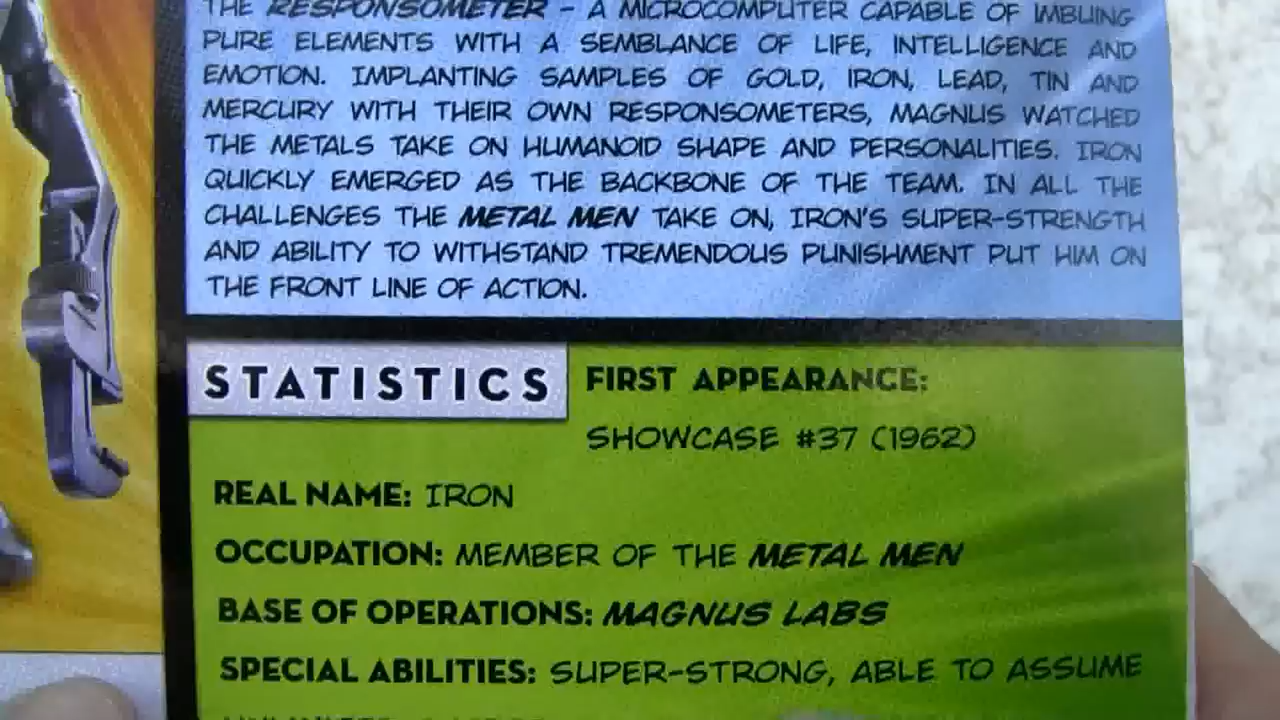 THE RESPONSOMETER – A MICROCOMPUTER CAPABLE OF IMBUING
PURE ELEMENTS WITH A SEMBLANCE OF LIFE, INTELLIGENCE AND
EMOTION. IMPLANTING SAMPLES OF GOLD, IRON, LEAD, TIN AND
MERCURY WITH THEIR OWN RESPONSOMETERS, MAGNUS WATCHED
THE METALS TAKE ON HUMANOID SHAPE AND PERSONALITIES. IRON
QUICKLY EMERGED AS THE BACKBONE OF THE TEAM. IN ALL THE
CHALLENGES THE METAL MEN TAKE ON, IRON'S SUPER-STRENGTH
AND ABILITY TO WITHSTAND TREMENDOUS PUNISHMENT PUT HIM ON
THE FRONT LINE OF ACTION.
STATISTICS
FIRST APPEARANCE:
SHOWCASE #37 (1962)
REAL NAME: IRON
OCCUPATION: MEMBER OF THE METAL MEN
BASE OF OPERATIONS: MAGNUS LABS
SPECIAL ABILITIES: SUPER-STRONG, ABLE TO ASSUME